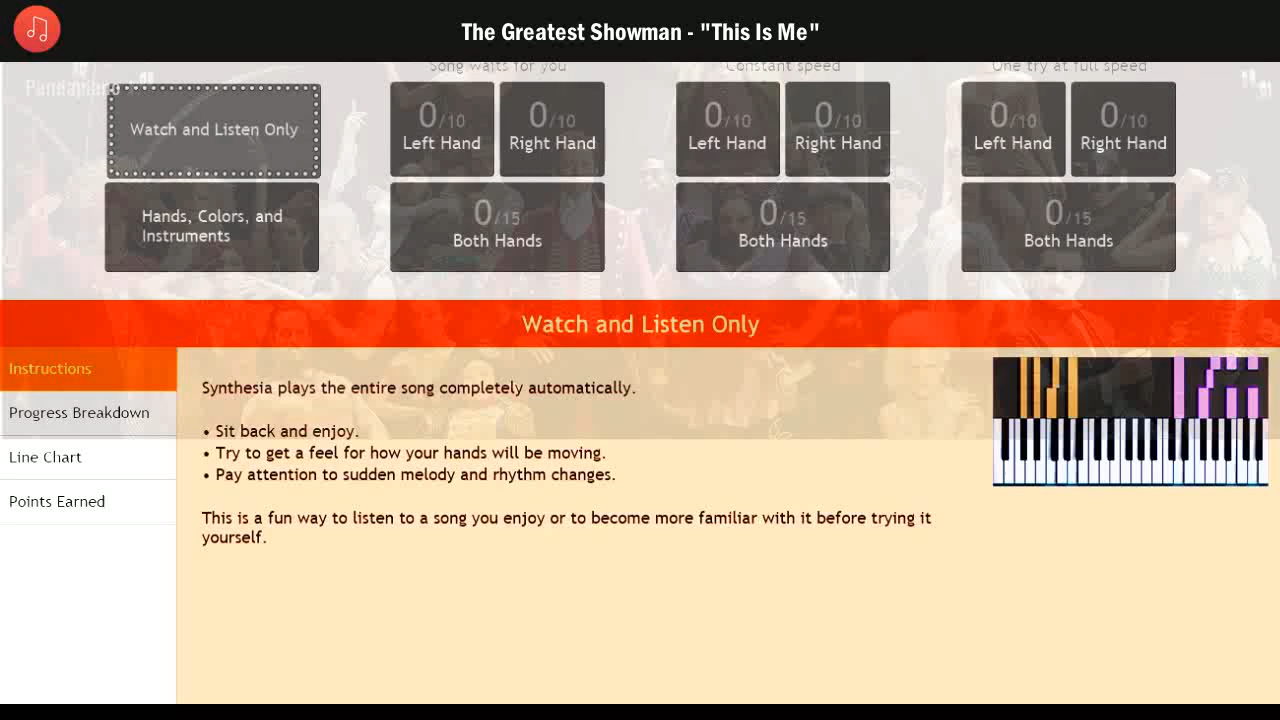 The Greatest Showman - "This Is Me"
Song waits for you
Constant speed
One try at full speed
Pandapiano
Watch and Listen Only
0/10
Left Hand
0/10
Right Hand
0/10
Left Hand
0/10
Right Hand
0/10
Left Hand
0/10
Right Hand
Hands, Colors, and
Instruments
0/15
Both Hands
0/15
Both Hands
0/15
Both Hands
Watch and Listen Only
Instructions
Progress Breakdown
Line Chart
Points Earned
Synthesia plays the entire song completely automatically.
• Sit back and enjoy.
• Try to get a feel for how your hands will be moving.
• Pay attention to sudden melody and rhythm changes.
This is a fun way to listen to a song you enjoy or to become more familiar with it before trying it
yourself.